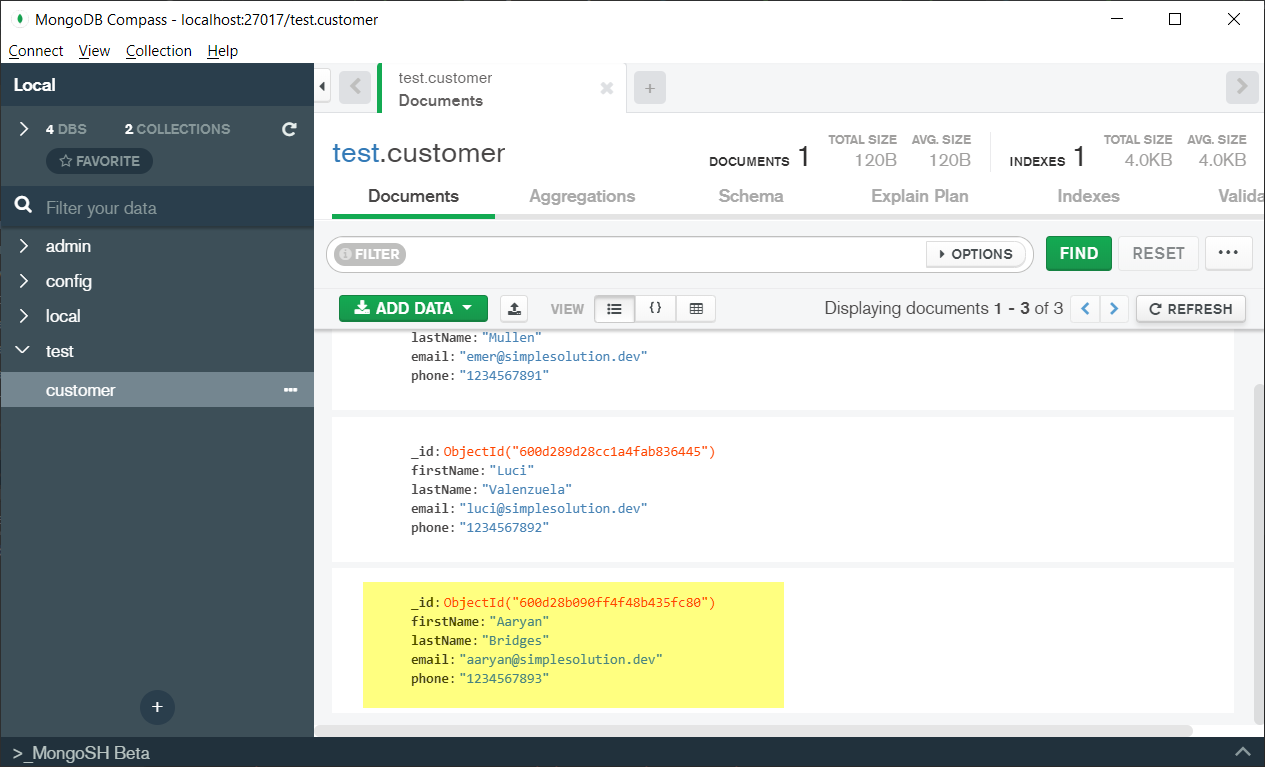 MongoDB Compass - localhost:27017/test.customer
Connect View Collection Help
Local
4 DBS 2 COLLECTIONS
FAVORITE
Filter your data
admin
config
local
test
customer
>_MongoSH Beta
test.customer
Documents
test.customer
DOCUMENTS 1 TOTAL SIZE 120B AVG. SIZE 120B INDEXES 1 TOTAL SIZE 4.0KB AVG. SIZE 4.0KB
Documents Aggregations Schema Explain Plan Indexes Valida
FILTER OPTIONS FIND RESET ...
ADD DATA VIEW {} Displaying documents 1 - 3 of 3 REFRESH
lastName: "Mullen"
email: "emer@simplesolution.dev"
phone: "1234567891"
_id: ObjectId("600d289d28cc1a4fab836445")
firstName: "Luci"
lastName: "Valenzuela"
email: "luci@simplesolution.dev"
phone: "1234567892"
_id: ObjectId("600d28b090ff4f48b435fc80")
firstName: "Aaryan"
lastName: "Bridges"
email: "aaryan@simplesolution.dev"
phone: "1234567893"